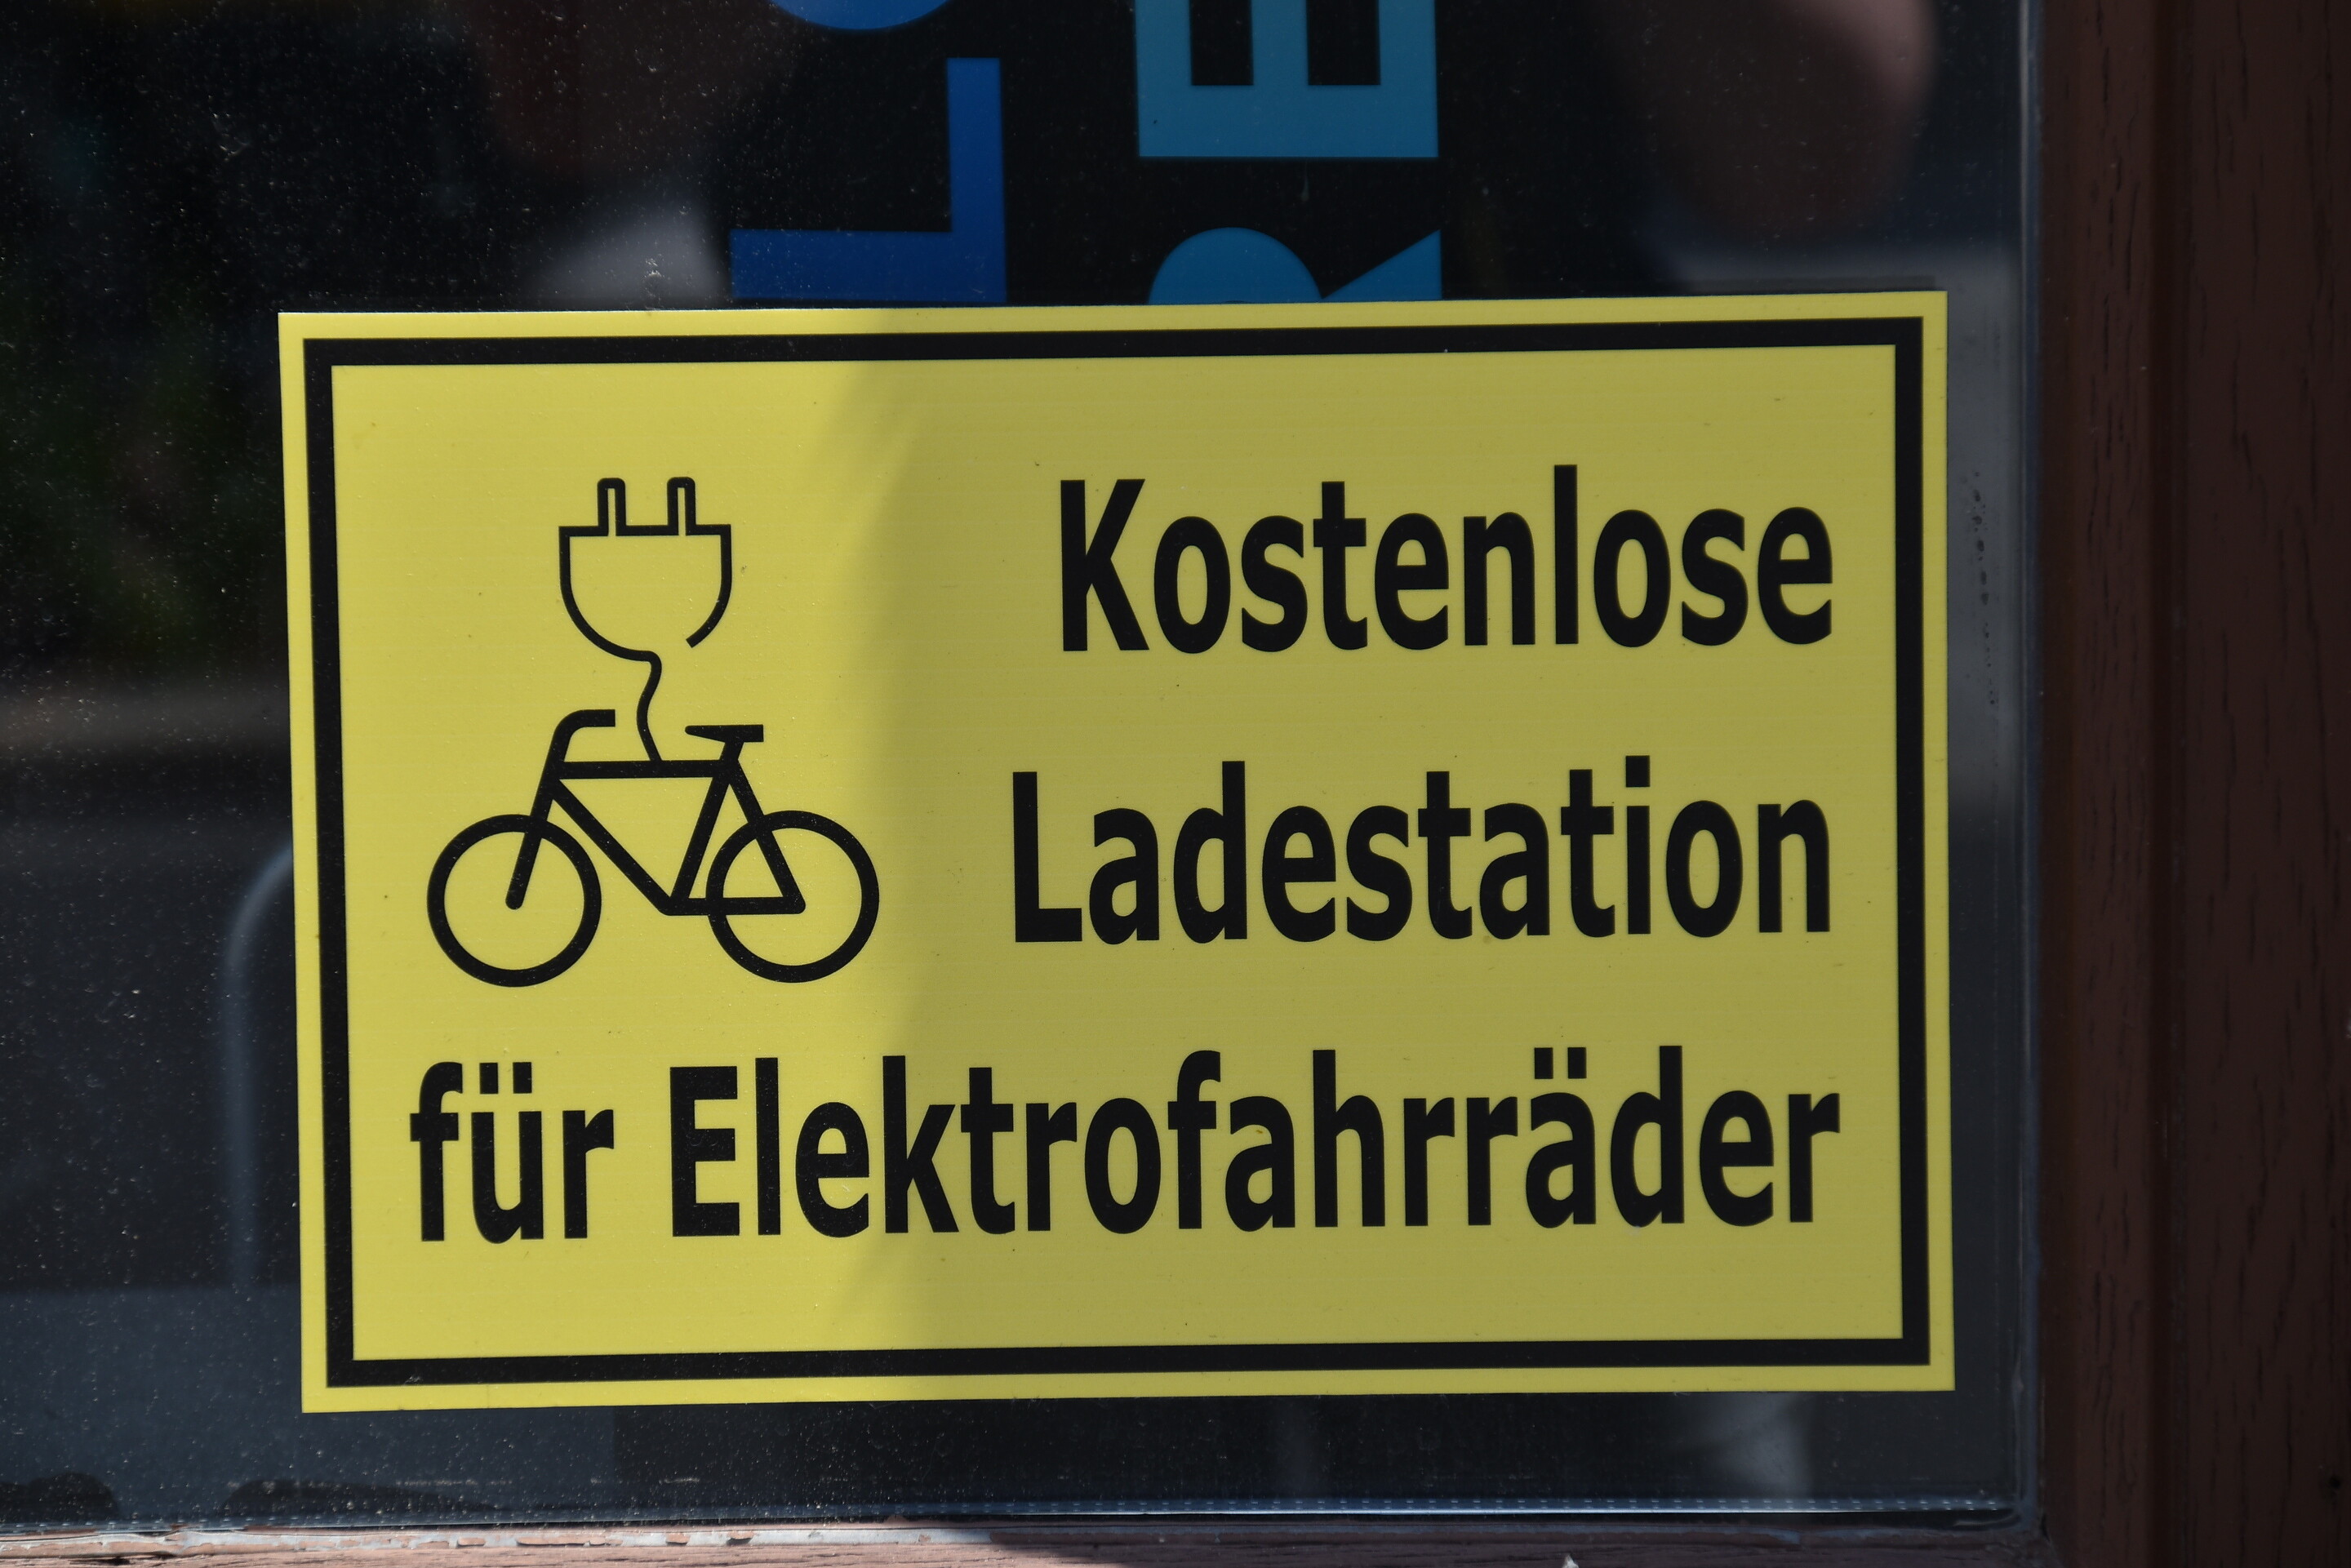 Kostenlose
Ladestation
für Elektrofahrräder